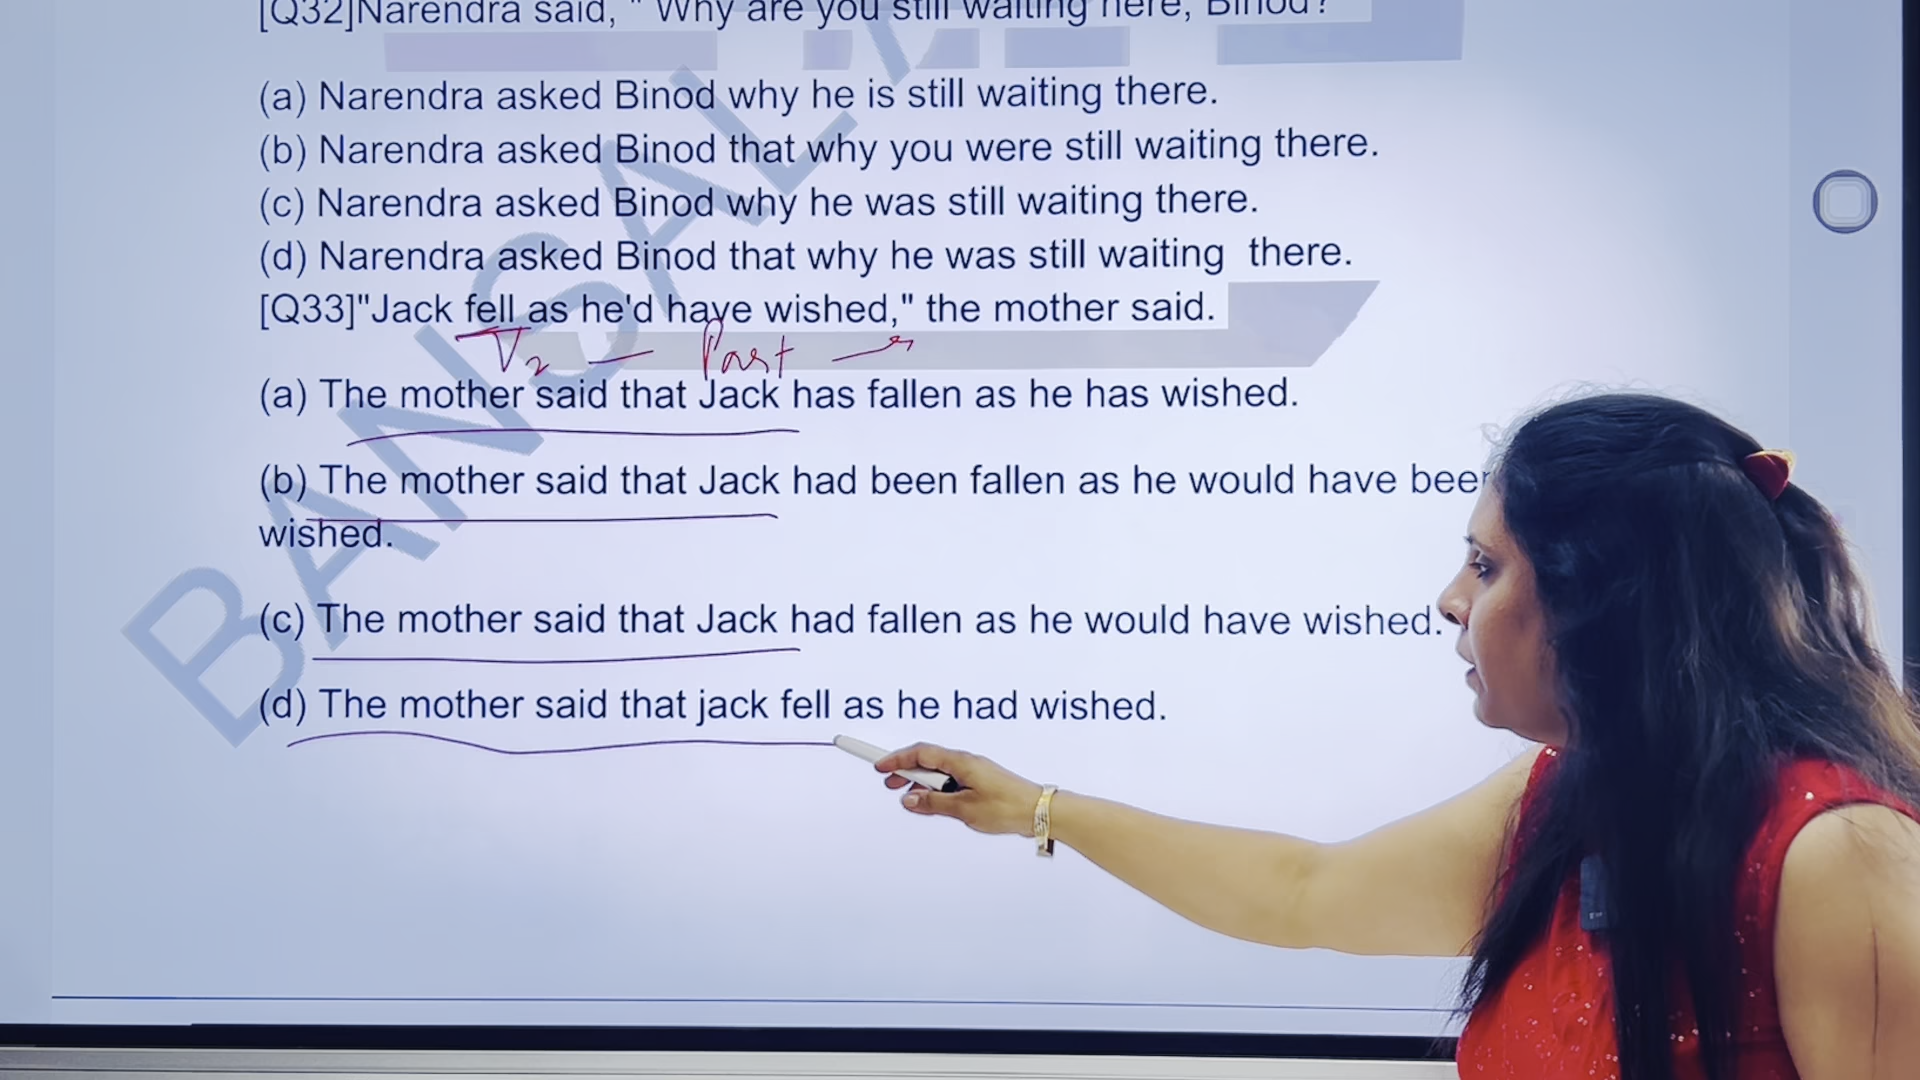 [Q32]Narendra said, " Why are you still waiting here, Binod?
(a) Narendra asked Binod why he is still waiting there.
(b) Narendra asked Binod that why you were still waiting there.
(c) Narendra asked Binod why he was still waiting there.
(d) Narendra asked Binod that why he was still waiting there.
[Q33]"Jack fell as he'd have wished," the mother said.
V2 — Past →
(a) The mother said that Jack has fallen as he has wished.
(b) The mother said that Jack had been fallen as he would have been
wished.
(c) The mother said that Jack had fallen as he would have wished.
(d) The mother said that jack fell as he had wished.
BANSAL